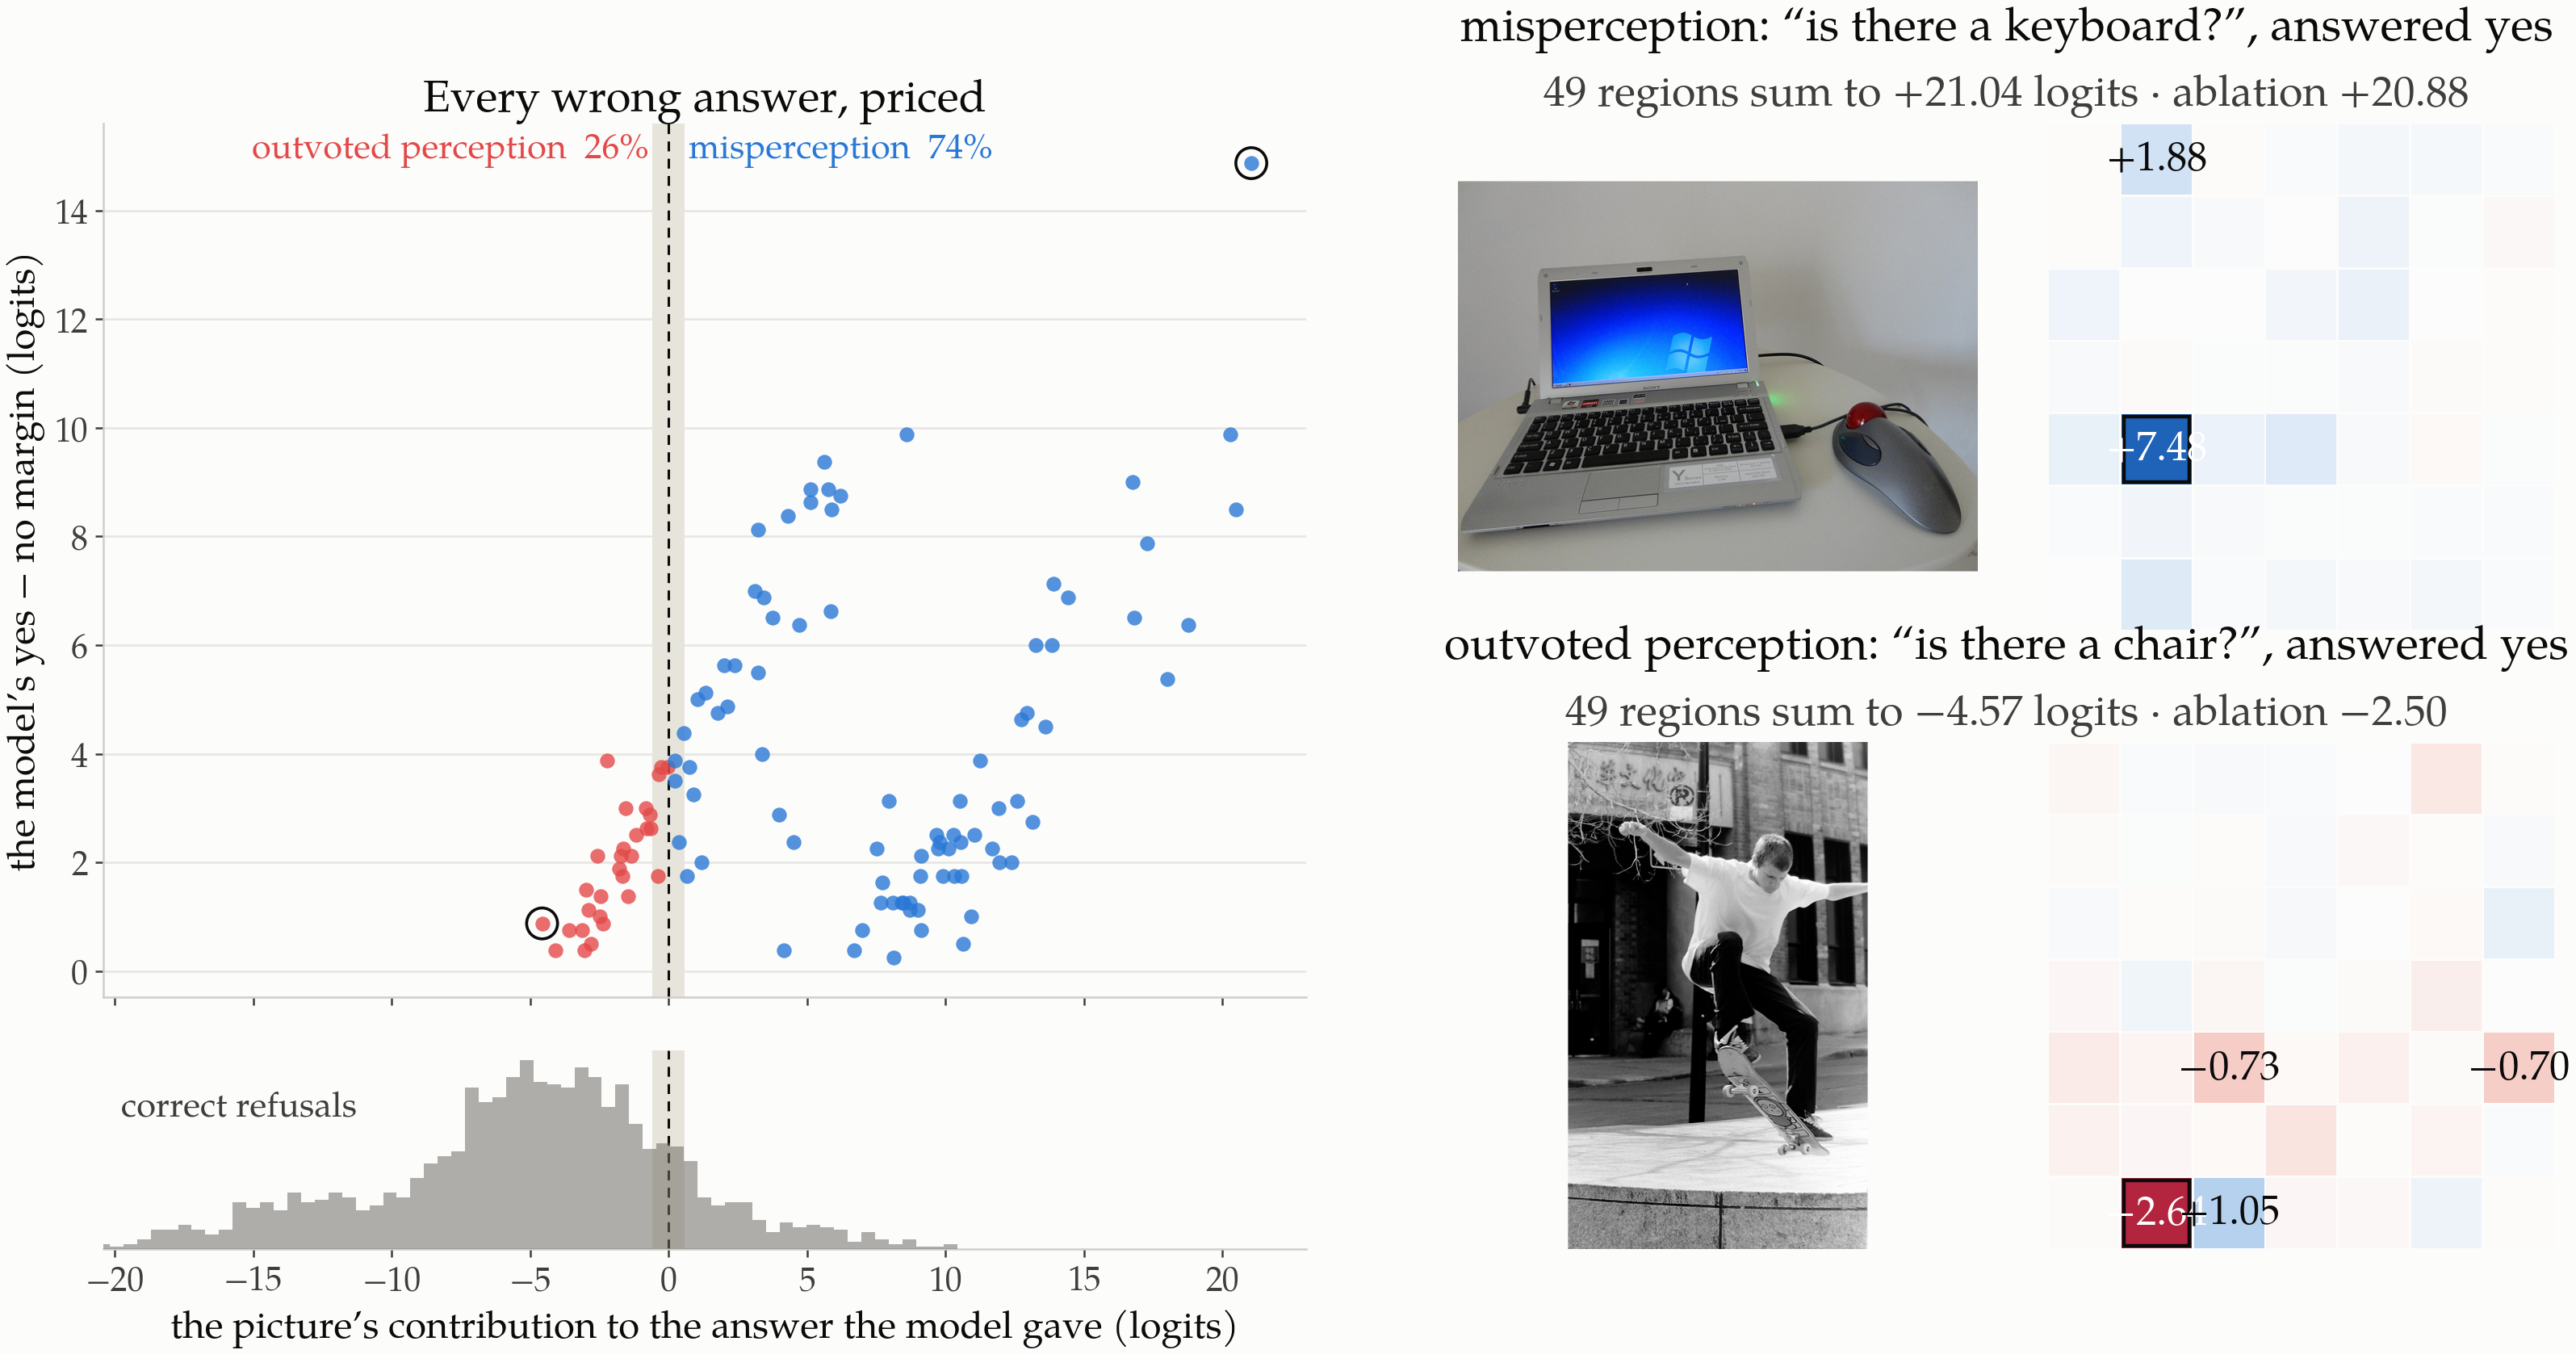 Every wrong answer, priced
outvoted perception 26%
misperception 74%
the model's yes − no margin (logits)
14
12
10
8
6
4
2
0
correct refusals
−20 −15 −10 −5 0 5 10 15 20
the picture's contribution to the answer the model gave (logits)
misperception: “is there a keyboard?”, answered yes
49 regions sum to +21.04 logits · ablation +20.88
+1.88
+7.48
SONY
outvoted perception: “is there a chair?”, answered yes
49 regions sum to −4.57 logits · ablation −2.50
文化中
−0.73
−0.70
+1.05